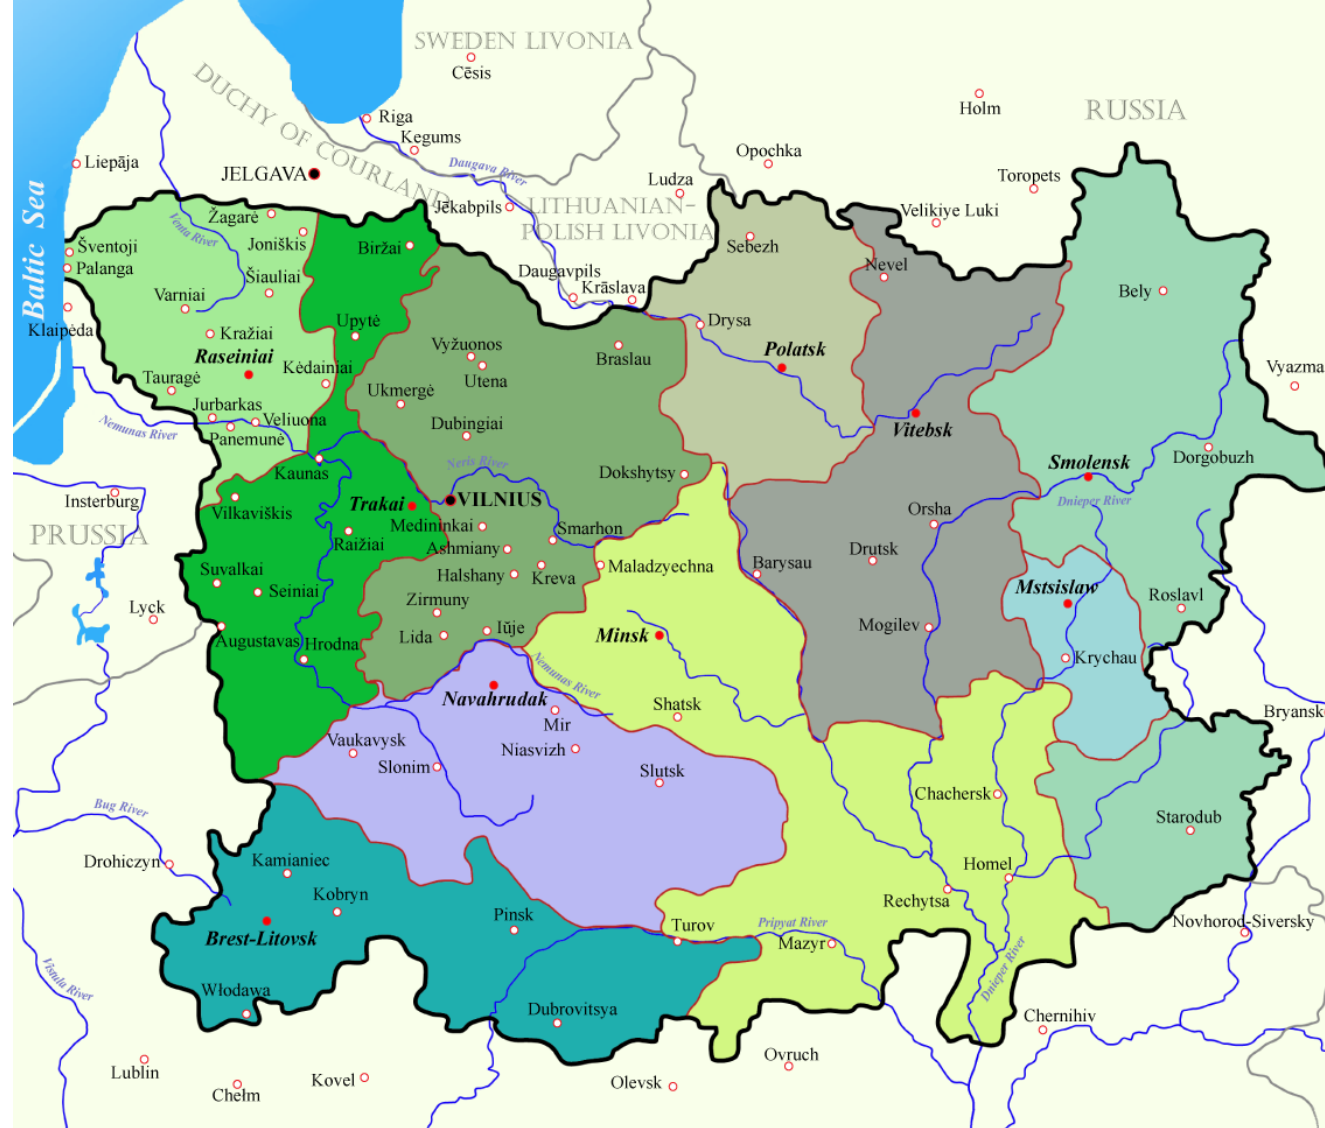 SWEDEN LIVONIA
Cēsis
DUCHY OF COURLAND
Riga
Kegums
Daugava River
Holm
RUSSIA
Opochka
Liepāja
JELGAVA
Ludza
Toropets
Jēkabpils
LITHUANIAN-
POLISH LIVONIA
Velikiye Luki
Baltic Sea
Žagarė
Joniškis
Venta River
Biržai
Sebezh
Šventoji
Palanga
Šiauliai
Daugavpils
Krāslava
Nevel
Bely
Varniai
Klaipėda
Kražiai
Upytė
Drysa
Raseiniai
Vyžuonos
Utena
Braslau
Polatsk
Kėdainiai
Tauragė
Ukmergė
Vyazma
Jurbarkas
Veliuona
Panemunė
Nemunas River
Dubingiai
Vitebsk
Neris River
Dokshytsy
Smolensk
Dorgobuzh
Kaunas
Insterburg
Vilkaviškis
Trakai
VILNIUS
Dnieper River
Orsha
PRUSSIA
Raižiai
Medininkai
Smarhon
Ashmiany
Drutsk
Suvalkai
Halshany
Kreva
Maladzyechna
Barysau
Seiniai
Mstsislaw
Roslavl
Lyck
Zirmuny
Augustavas
Hrodna
Lida
Iŭje
Minsk
Mogilev
Krychau
Nemunas River
Navahrudak
Mir
Shatsk
Bryansk
Vaukavysk
Niasvizh
Slonim
Slutsk
Chachersk
Bug River
Starodub
Drohiczyn
Kamianiec
Homel
Kobryn
Rechytsa
Pinsk
Turov
Pripyat River
Novhorod-Siversky
Brest-Litovsk
Mazyr
Vistula River
Dnieper River
Włodawa
Dubrovitsya
Chernihiv
Lublin
Chełm
Kovel
Olevsk
Ovruch